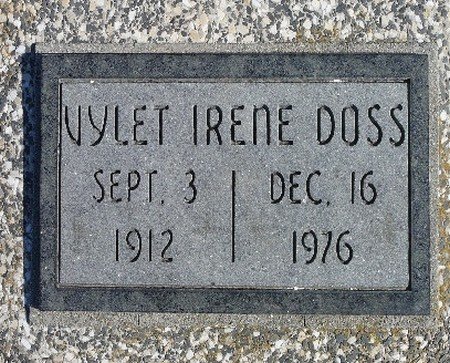 VYLET IRENE DOSS
SEPT. 3 | DEC. 16
1912 | 1976